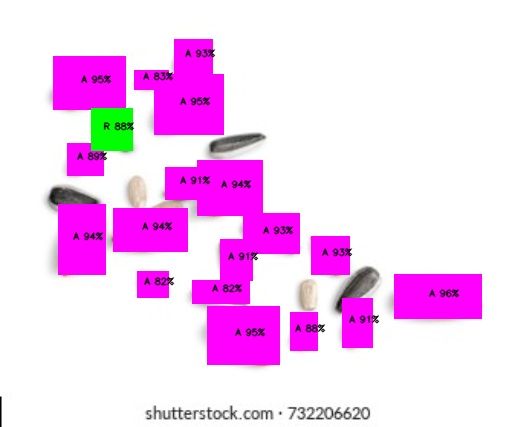 A 93%
A 95%
A 83%
A 95%
R 88%
A 89%
A 91%
A 94%
A 94%
A 94%
A 93%
A 91%
A 93%
A 82%
A 82%
A 96%
A 95%
A 88%
A 91%
shutterstock.com · 732206620